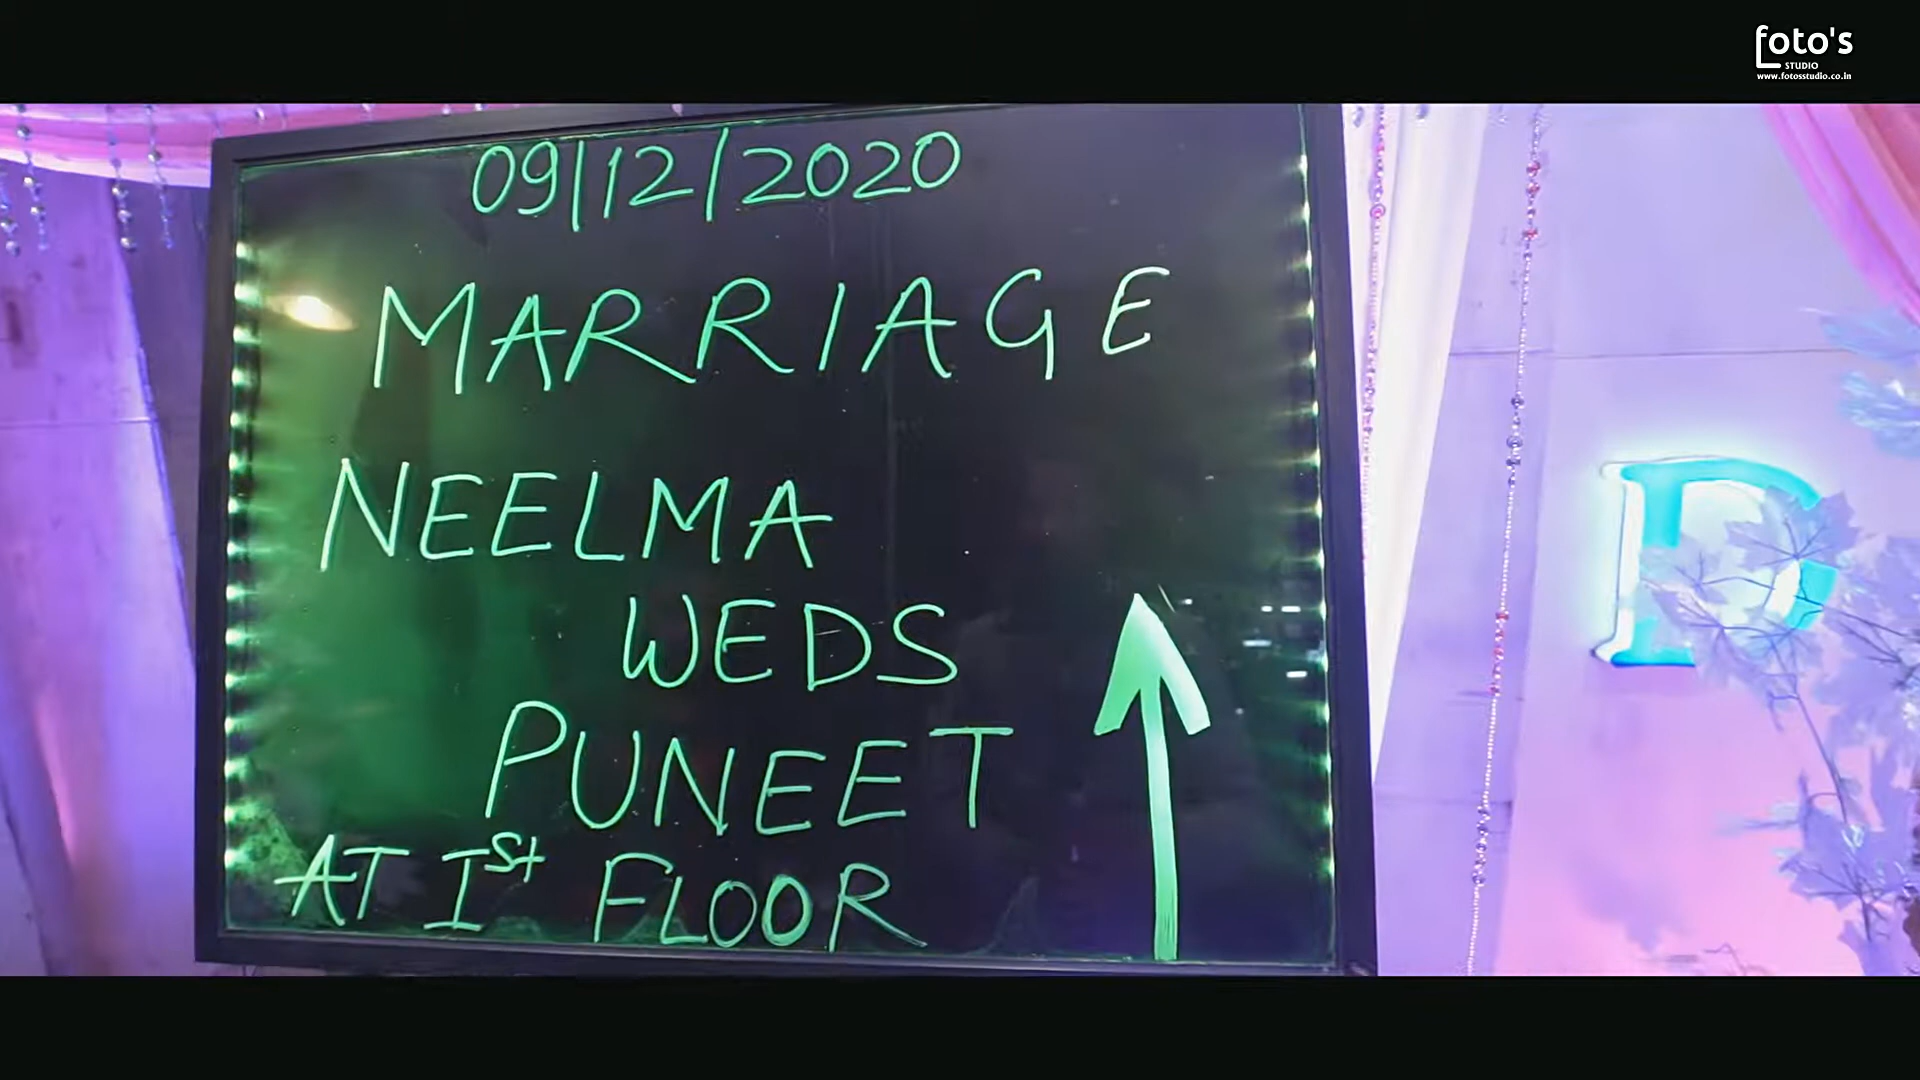 foto's
STUDIO
www.fotosstudio.co.in
09/12/2020
MARRIAGE
NEELMA
WEDS
PUNEET
AT Ist FLOOR
D